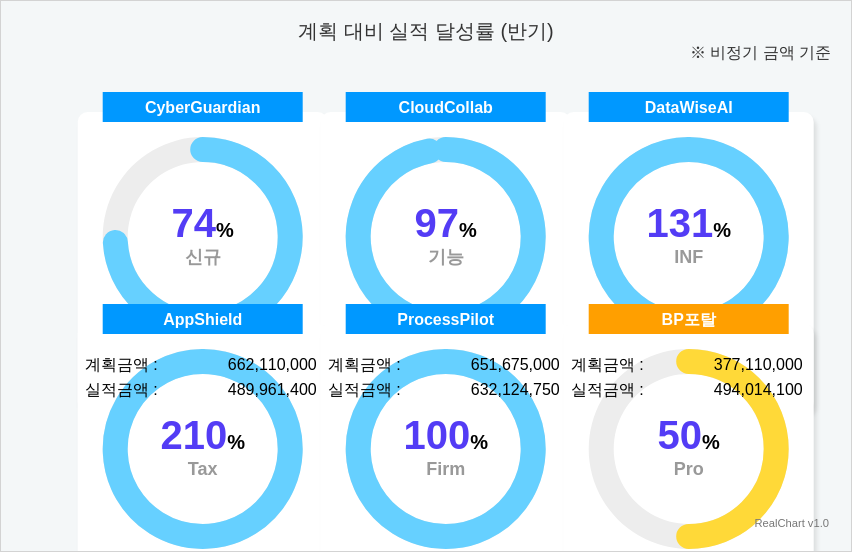 계획 대비 실적 달성률 (반기)
※ 비정기 금액 기준
CyberGuardian
CloudCollab
DataWiseAI
74%
신규
97%
기능
131%
INF
AppShield
ProcessPilot
BP포탈
계획금액 : 662,110,000
실적금액 : 489,961,400
계획금액 : 651,675,000
실적금액 : 632,124,750
계획금액 : 377,110,000
실적금액 : 494,014,100
210%
Tax
100%
Firm
50%
Pro
RealChart v1.0